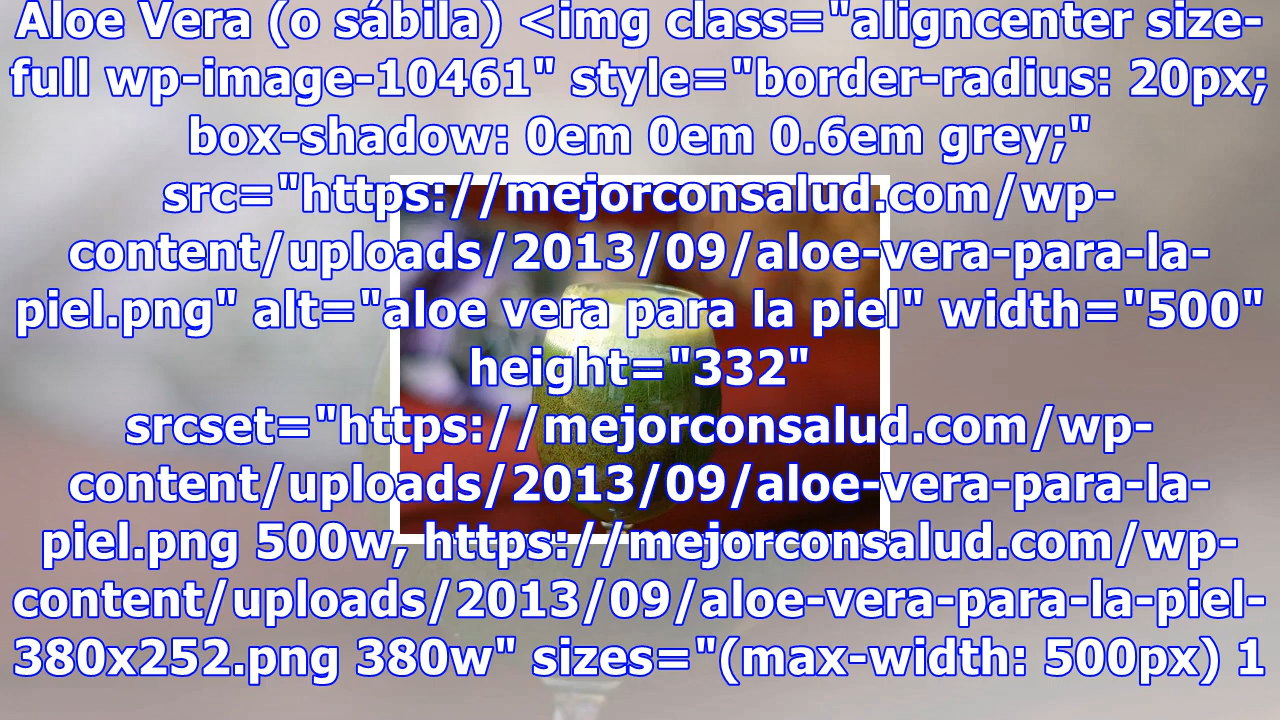 Aloe Vera (o sábila) <img class="aligncenter size-
full wp-image-10461" style="border-radius: 20px;
box-shadow: 0em 0em 0.6em grey;"
src="https://mejorconsalud.com/wp-
content/uploads/2013/09/aloe-vera-para-la-
piel.png" alt="aloe vera para la piel" width="500"
height="332"
srcset="https://mejorconsalud.com/wp-
content/uploads/2013/09/aloe-vera-para-la-
piel.png 500w, https://mejorconsalud.com/wp-
content/uploads/2013/09/aloe-vera-para-la-piel-
380x252.png 380w" sizes="(max-width: 500px) 1